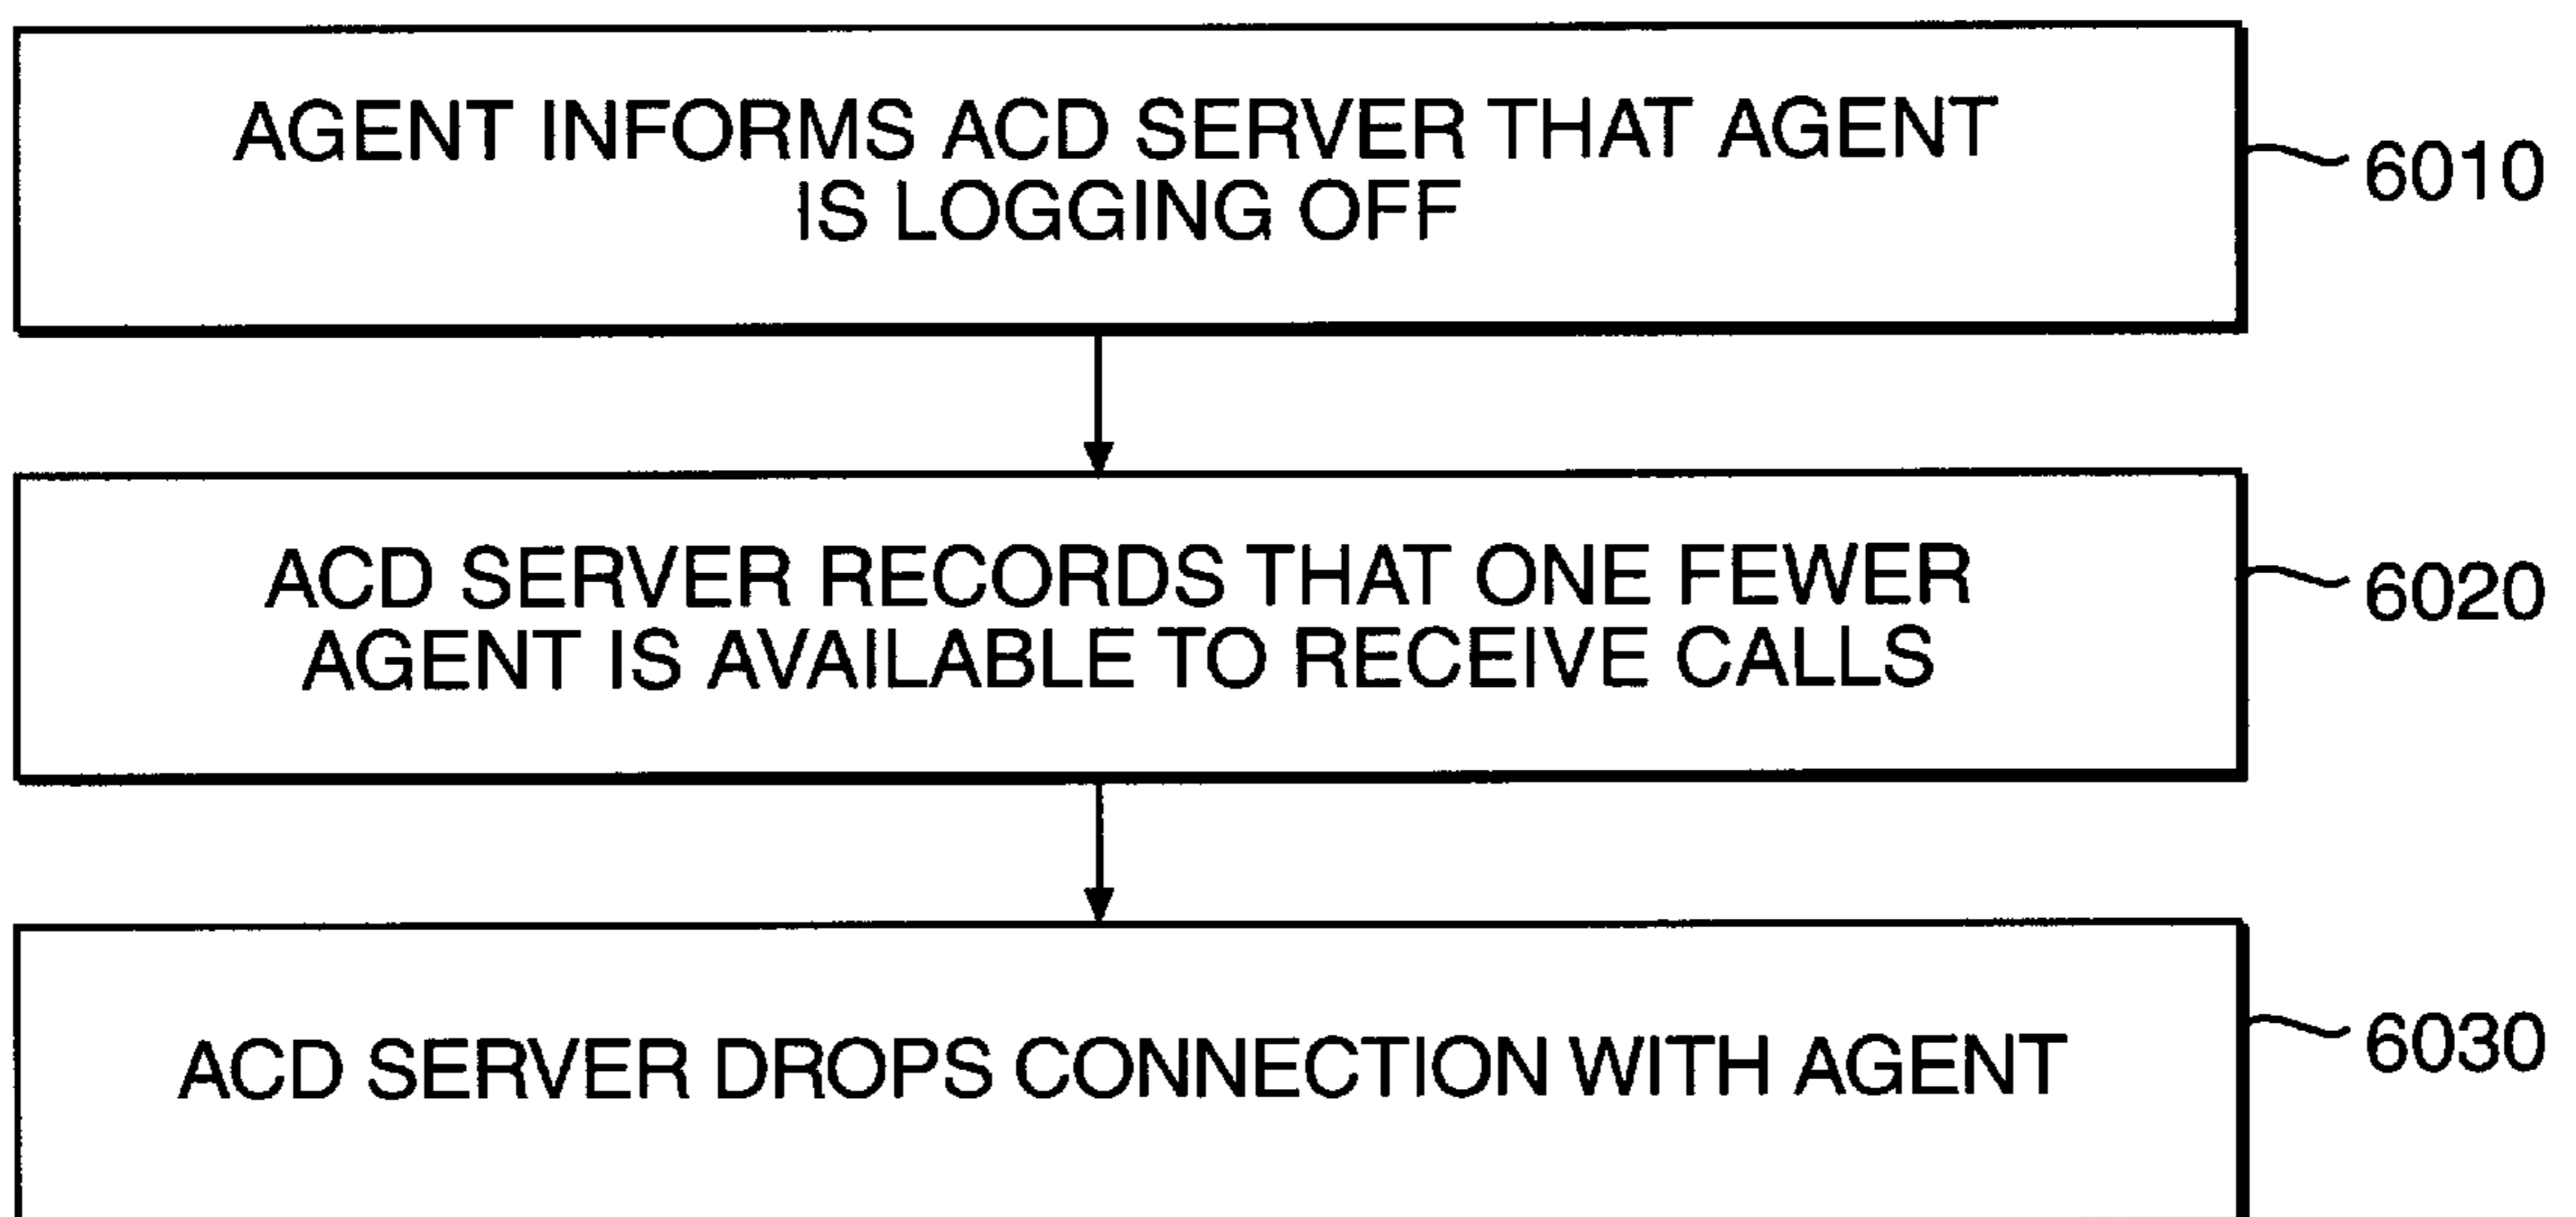 AGENT INFORMS ACD SERVER THAT AGENT
IS LOGGING OFF
6010
ACD SERVER RECORDS THAT ONE FEWER
AGENT IS AVAILABLE TO RECEIVE CALLS
6020
ACD SERVER DROPS CONNECTION WITH AGENT
6030